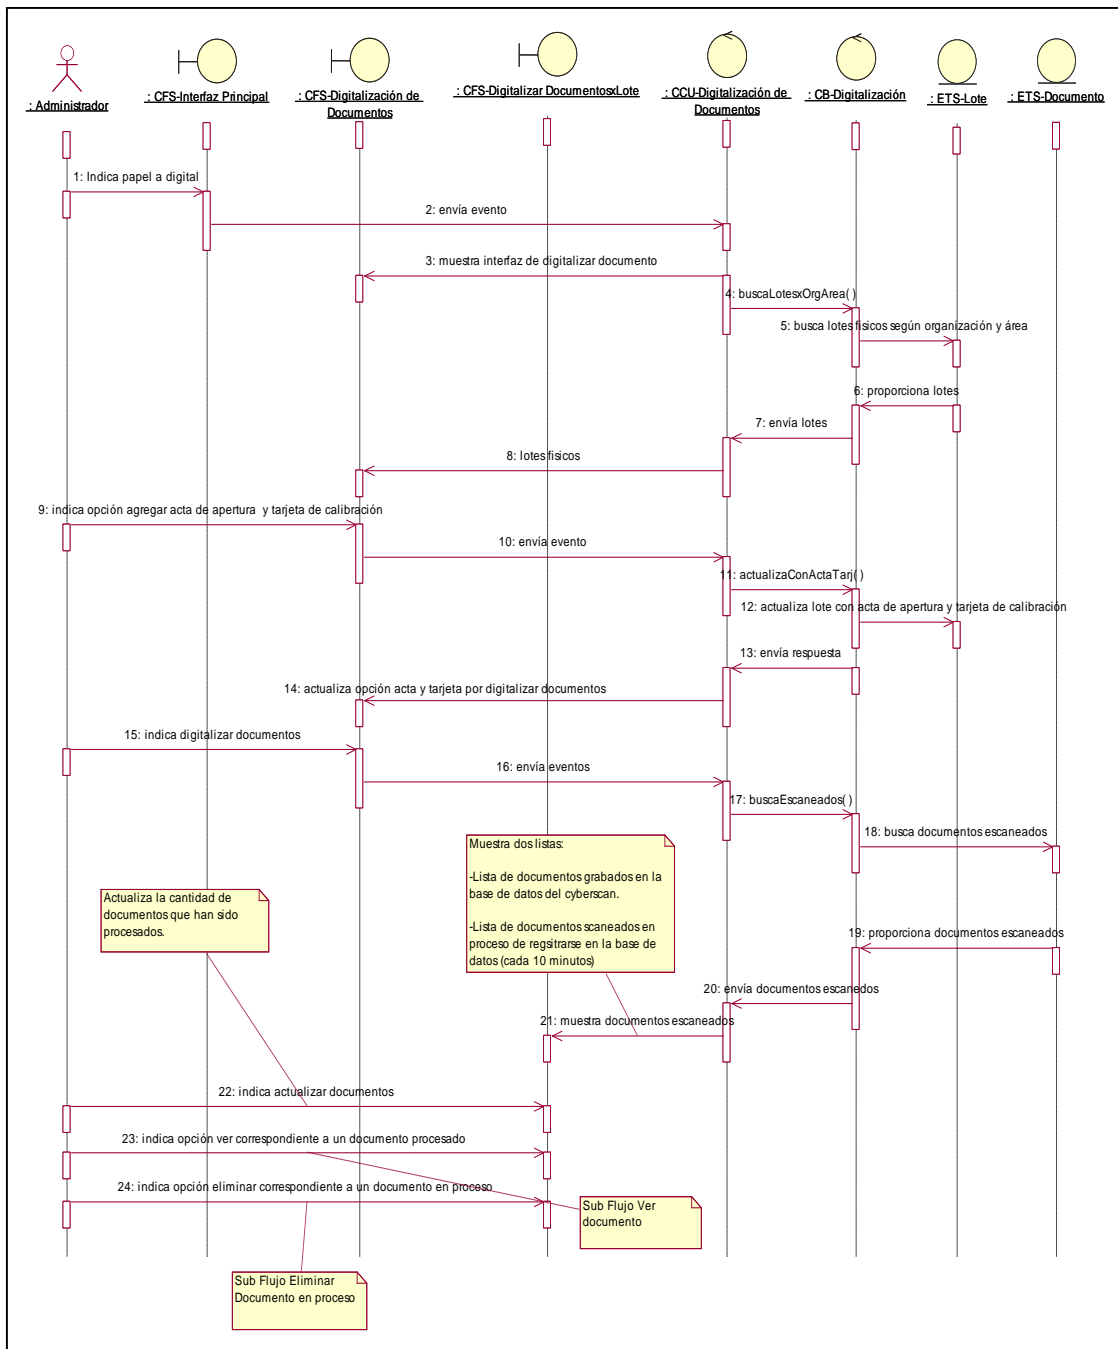 : Administrador
: CFS-Interfaz Principal
: CFS-Digitalización de
Documentos
: CFS-Digitalizar DocumentosxLote
: CCU-Digitalización de
Documentos
: CB-Digitalización
: ETS-Lote
: ETS-Documento
1: Indica papel a digital
2: envía evento
3: muestra interfaz de digitalizar documento
4: buscaLotesxOrgArea( )
5: busca lotes físicos según organización y área
6: proporciona lotes
7: envía lotes
8: lotes físicos
9: indica opción agregar acta de apertura y tarjeta de calibración
10: envía evento
11: actualizaConActaTarj( )
12: actualiza lote con acta de apertura y tarjeta de calibración
13: envía respuesta
14: actualiza opción acta y tarjeta por digitalizar documentos
15: indica digitalizar documentos
16: envía eventos
17: buscaEscaneados( )
18: busca documentos escaneados
Muestra dos listas:
-Lista de documentos grabados en la
base de datos del cyberscan.
-Lista de documentos scaneados en
proceso de regsitrarse en la base de
datos (cada 10 minutos)
Actualiza la cantidad de
documentos que han sido
procesados.
19: proporciona documentos escaneados
20: envía documentos escanedos
21: muestra documentos escaneados
22: indica actualizar documentos
23: indica opción ver correspondiente a un documento procesado
24: indica opción eliminar correspondiente a un documento en proceso
Sub Flujo Ver
documento
Sub Flujo Eliminar
Documento en proceso